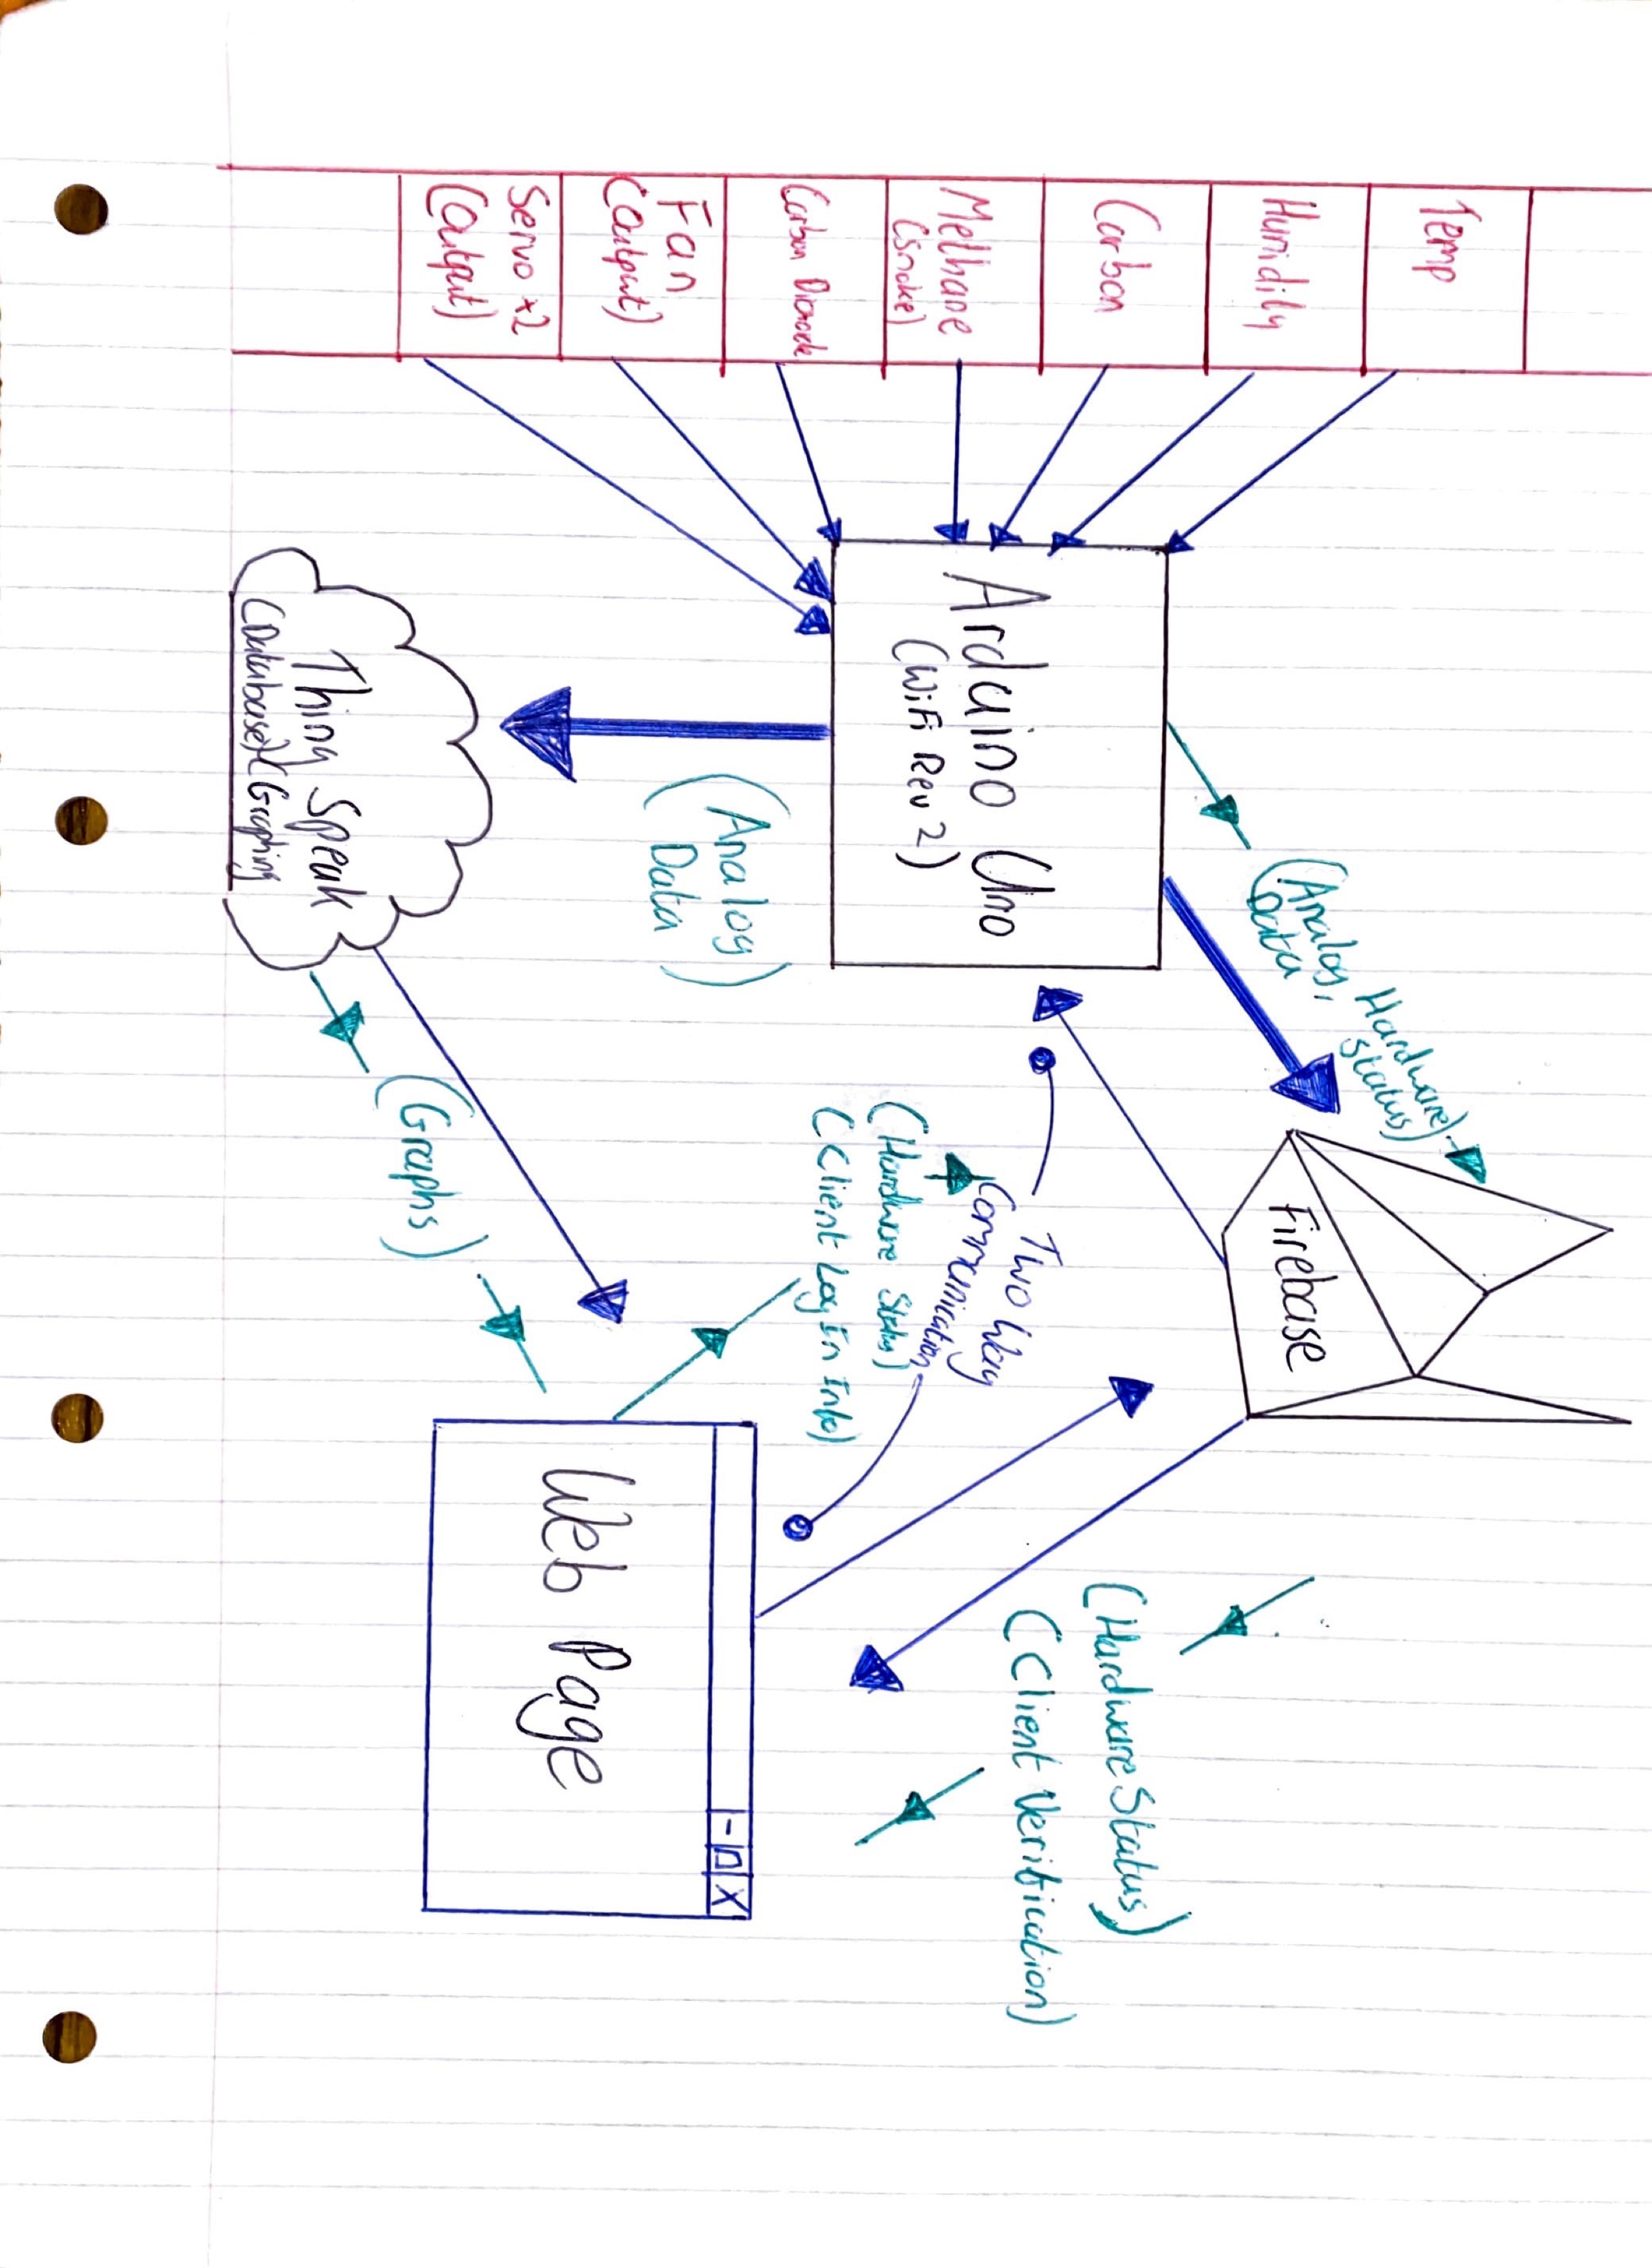 Temp
Humidity
Carbon
Methane
(Smoke)
Carbon Dioxide
Fan
(Output)
Servo x2
(Output)
Arduino Uno
(WiFi Rev 2)
(Analog, Hardware)
Data Status)
Firebase
(Hardware Status)
(Client Verification)
Two Way
Communication
(Hardware Status)
(Client Log In Info)
(Analog
Data)
- X
Web Page
(Graphs)
Thing Speak
(Database)(Graphing